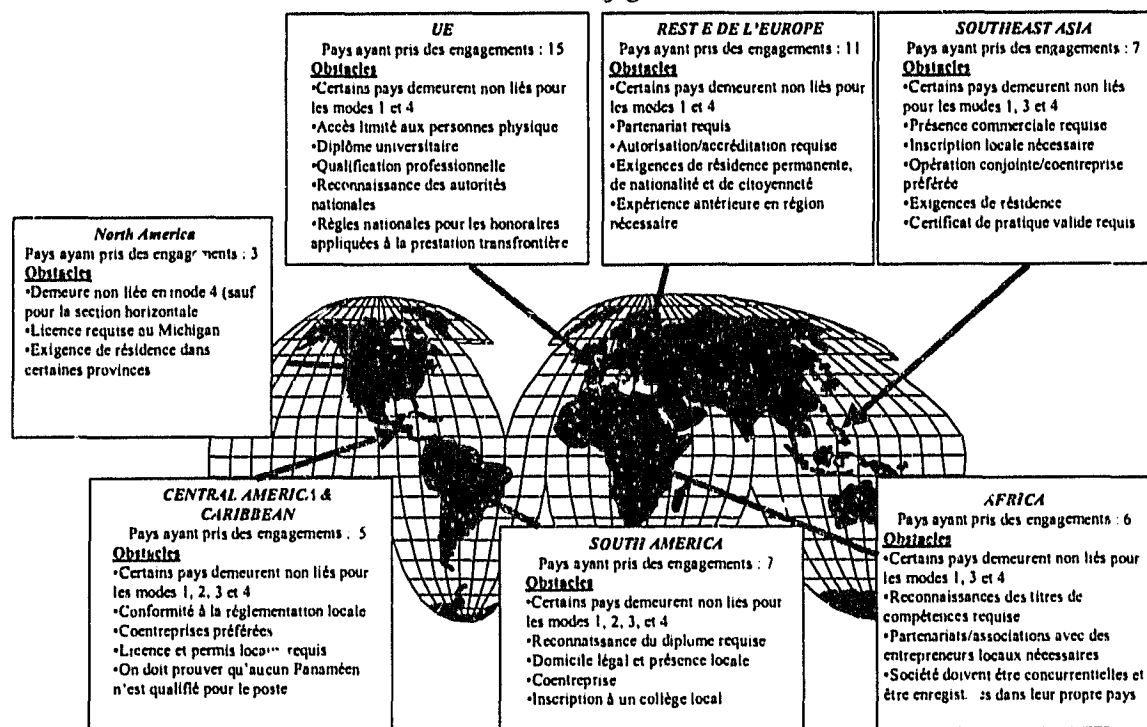 UE
Pays ayant pris des engagements : 15
Obstacles
•Certains pays demeurent non liés pour
les modes 1 et 4
•Accès limité aux personnes physique
•Diplôme universitaire
•Qualification professionnelle
•Reconnaissance des autorités
nationales
•Règles nationales pour les honoraires
appliquées à la prestation transfrontière
REST E DE L'EUROPE
Pays ayant pris des engagements : 11
Obstacles
•Certains pays demeurent non liés pour
les modes 1 et 4
•Partenariat requis
•Autorisation/accréditation requise
•Exigences de résidence permanente,
de nationalité et de citoyenneté
•Expérience antérieure en région
nécessaire
SOUTHEAST ASIA
Pays ayant pris des engagements : 7
Obstacles
•Certains pays demeurent non liés
pour les modes 1, 3 et 4
•Présence commerciale requise
•Inscription locale nécessaire
•Opération conjointe/coentreprise
préférée
•Exigences de résidence
•Certificat de pratique valide requis
North America
Pays ayant pris des engagements : 3
Obstacles
•Demeure non liée en mode 4 (sauf
pour la section horizontale
•Licence requise au Michigan
•Exigence de résidence dans
certaines provinces
CENTRAL AMERICA &
CARIBBEAN
Pays ayant pris des engagements : 5
Obstacles
•Certains pays demeurent non liés pour
les modes 1, 2, 3 et 4
•Conformité à la réglementation locale
•Coentreprises préférées
•Licence et permis locaux requis
•On doit prouver qu'aucun Panaméen
n'est qualifié pour le poste
SOUTH AMERICA
Pays ayant pris des engagements : 7
Obstacles
•Certains pays demeurent non liés pour
les modes 1, 2, 3, et 4
•Reconnaissance du diplôme requise
•Domicile légal et présence locale
•Coentreprise
•Inscription à un collège local
AFRICA
Pays ayant pris des engagements : 6
Obstacles
•Certains pays demeurent non liés pour
les modes 1, 3 et 4
•Reconnaissances des titres de
compétences requise
•Partenariats/associations avec des
entrepreneurs locaux nécessaires
•Société doivent être concurrentielles et
être enregistrées dans leur propre pays